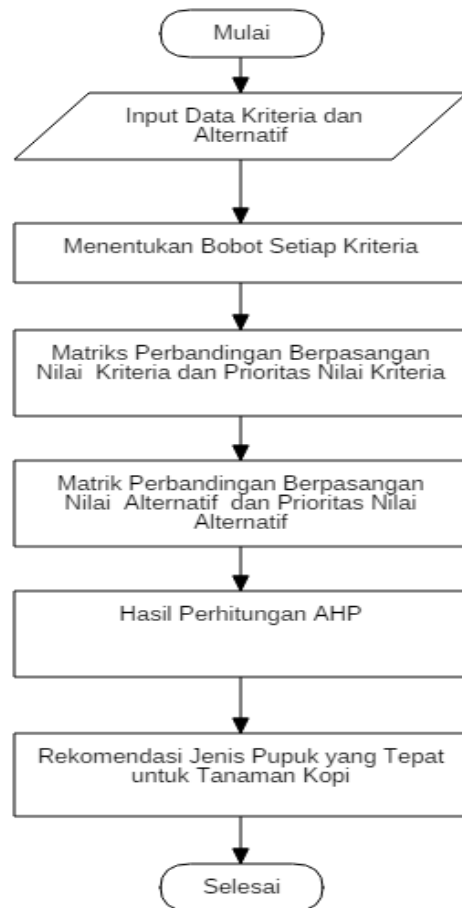 Mulai
Input Data Kriteria dan
Alternatif
Menentukan Bobot Setiap Kriteria
Matriks Perbandingan Berpasangan
Nilai Kriteria dan Prioritas Nilai Kriteria
Matrik Perbandingan Berpasangan
Nilai Alternatif dan Prioritas Nilai
Alternatif
Hasil Perhitungan AHP
Rekomendasi Jenis Pupuk yang Tepat
untuk Tanaman Kopi
Selesai